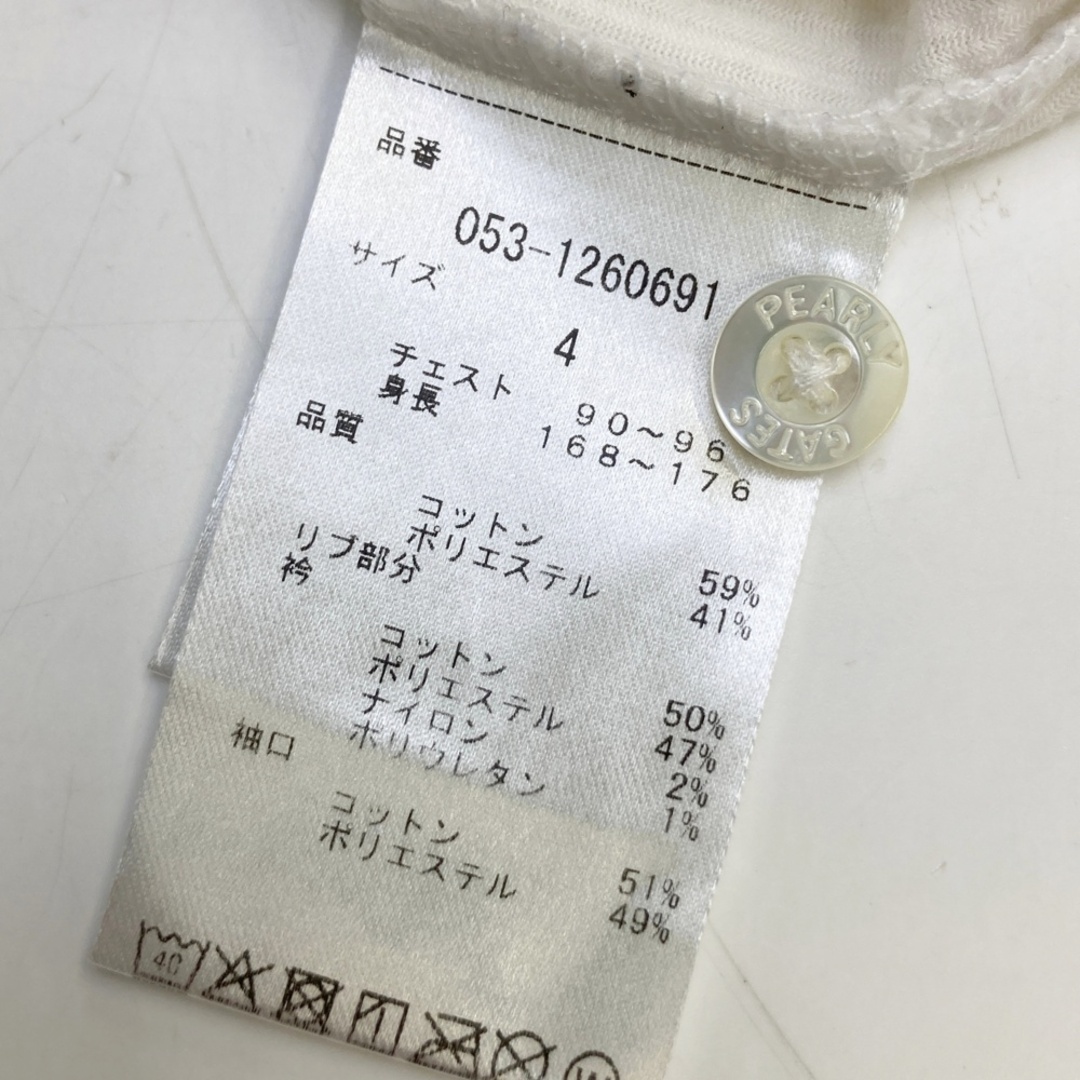 品番
053-1260691
サイズ
4
チェスト 90~96
身長 168~176
品質
コットン 59%
ポリエステル 41%
リブ部分
衿
コットン 50%
ポリエステル 47%
ナイロン 2%
ポリウレタン 1%
袖口
コットン 51%
ポリエステル 49%
40
W
PEARLY
GATES